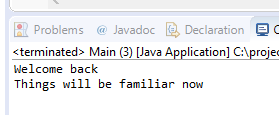 Problems @ Javadoc Declaration
<terminated> Main (3) [Java Application] C:\projec
Welcome back
Things will be familiar now